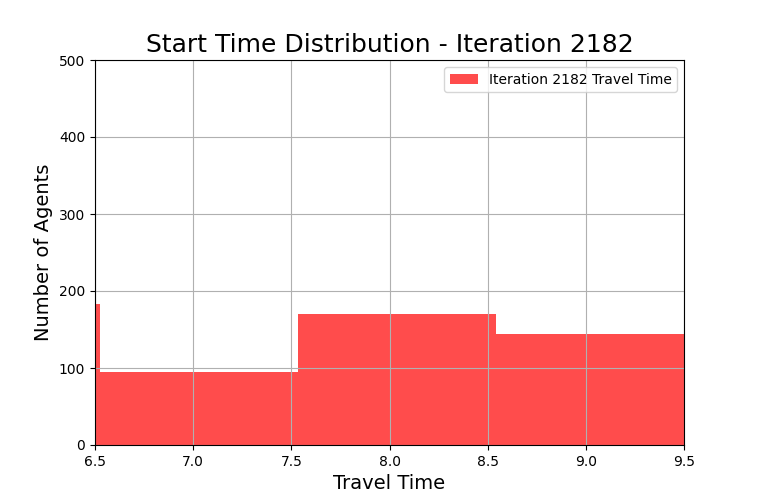 Start Time Distribution - Iteration 2182
Iteration 2182 Travel Time
Number of Agents
500
400
300
200
100
0
6.5 7.0 7.5 8.0 8.5 9.0 9.5
Travel Time